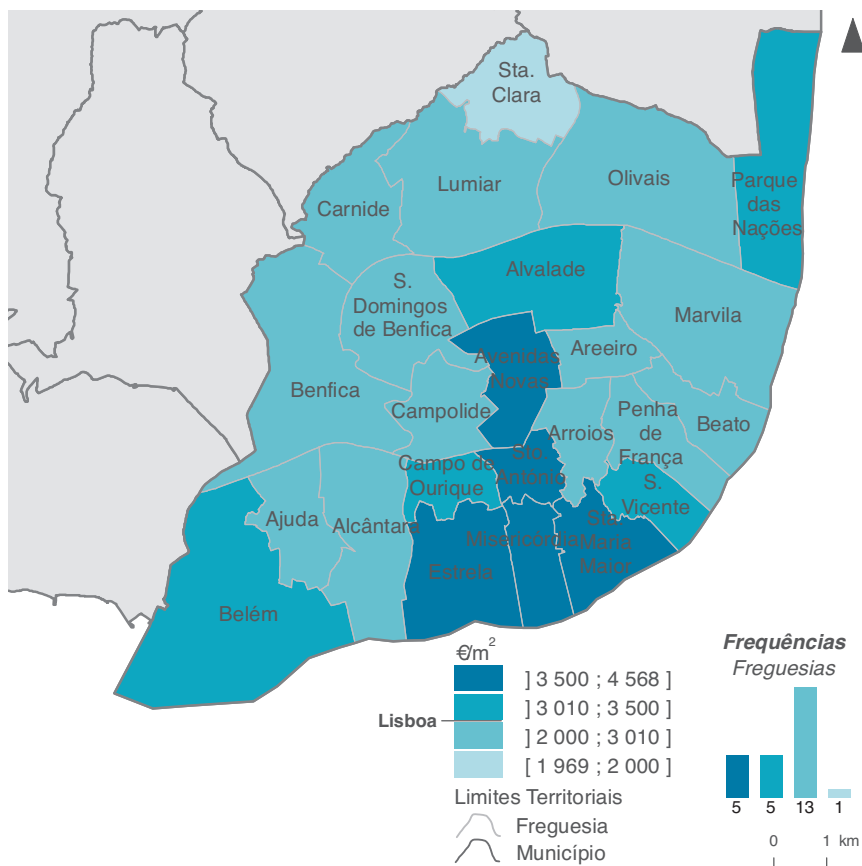 Sta.
Clara
Lumiar
Olivais
Carnide
Parque
das
Nações
Alvalade
S.
Domingos
de Benfica
Marvila
Avenidas
Novas
Areeiro
Benfica
Campolide
Arroios
Penha
de
França
Beato
Campo de
Ourique
Sto.
António
S.
Vicente
Ajuda
Alcântara
Misericórdia
Sta.
Maria
Maior
Estrela
Belém
€/m²
] 3 500 ; 4 568 ]
] 3 010 ; 3 500 ]
Lisboa
] 2 000 ; 3 010 ]
[ 1 969 ; 2 000 ]
Limites Territoriais
Freguesia
Município
Frequências
Freguesias
5 5 13 1
0 1 km